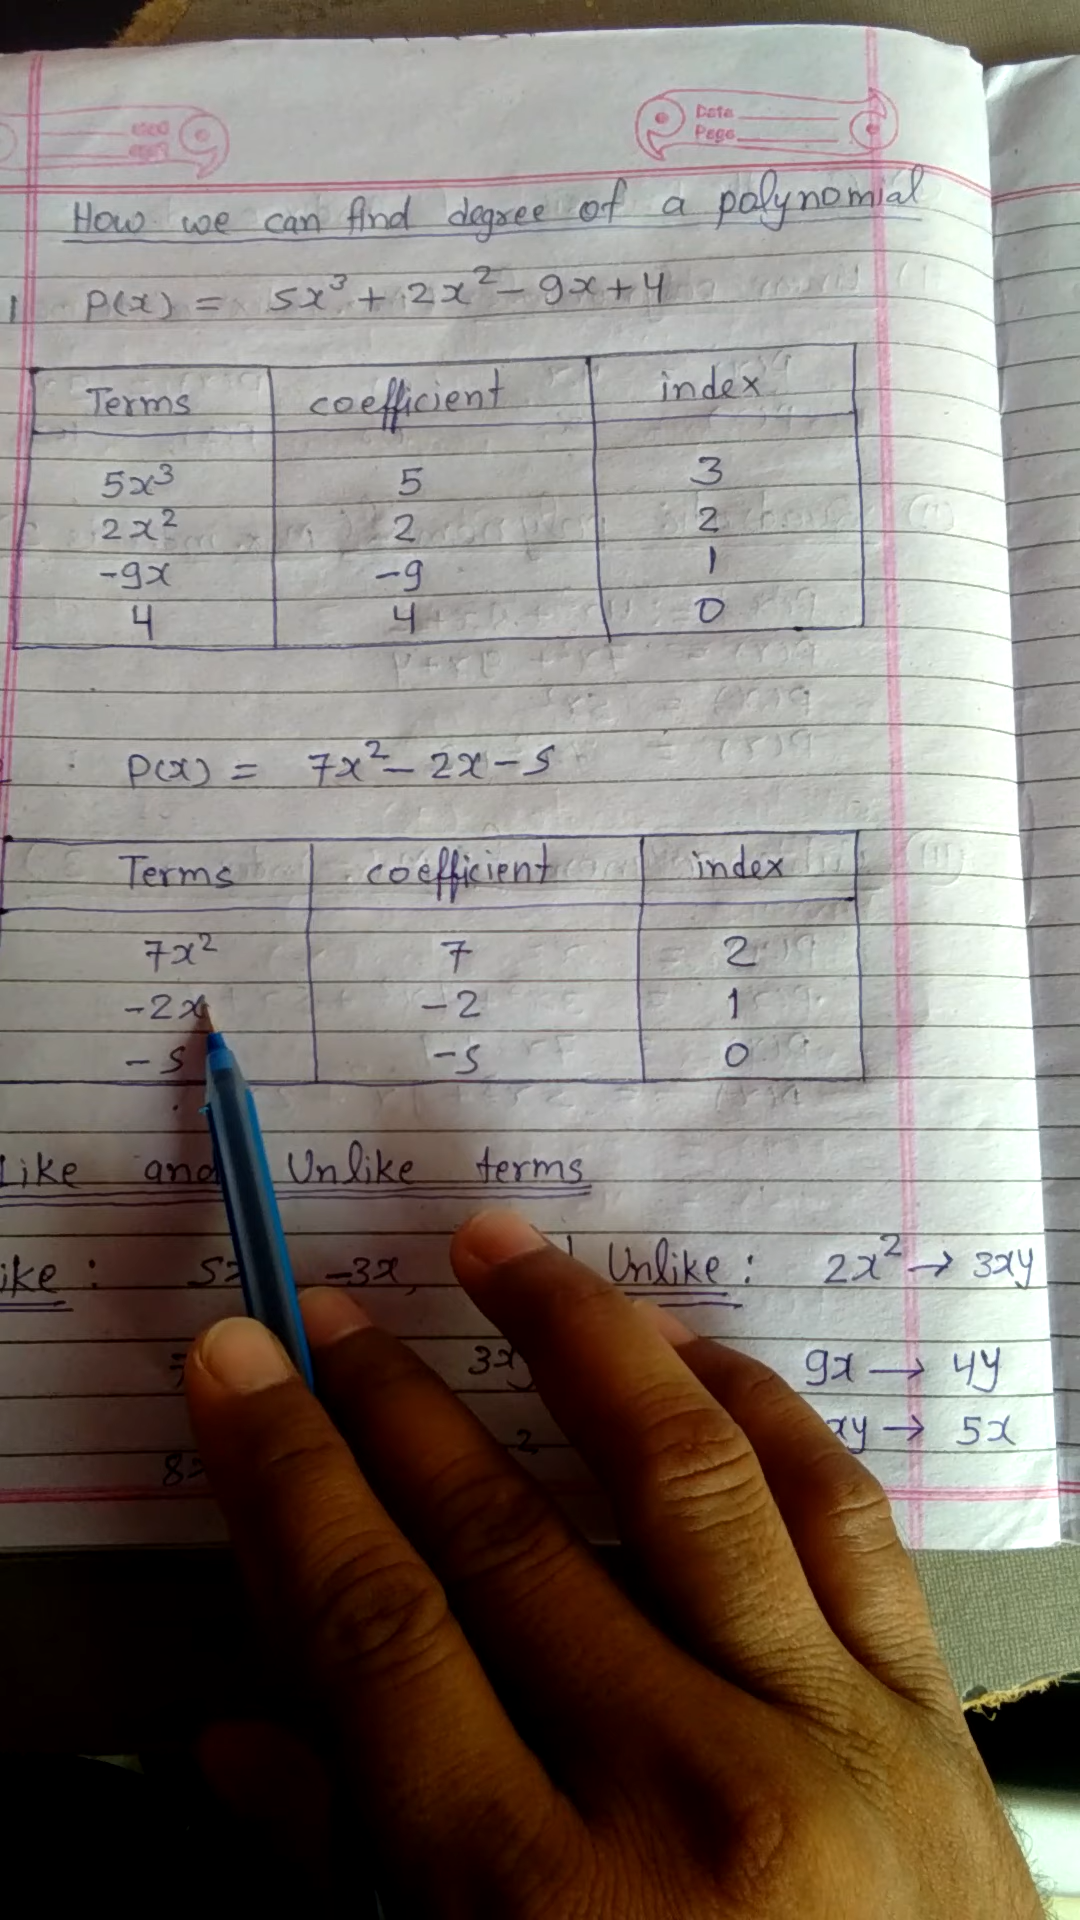 Date
Page
How we can find degree of a polynomial
1 P(x) = 5x³ + 2x² - 9x + 4
Terms coefficient index
5x³ 5 3
2x² 2 2
-9x -9 1
4 4 0
P(x) = 7x² - 2x - 5
Terms coefficient index
7x² 7 2
-2x -2 1
-5 -5 0
Like and Unlike terms
-3x, Unlike : 2x² → 3xy
9x → 4y
xy → 5x